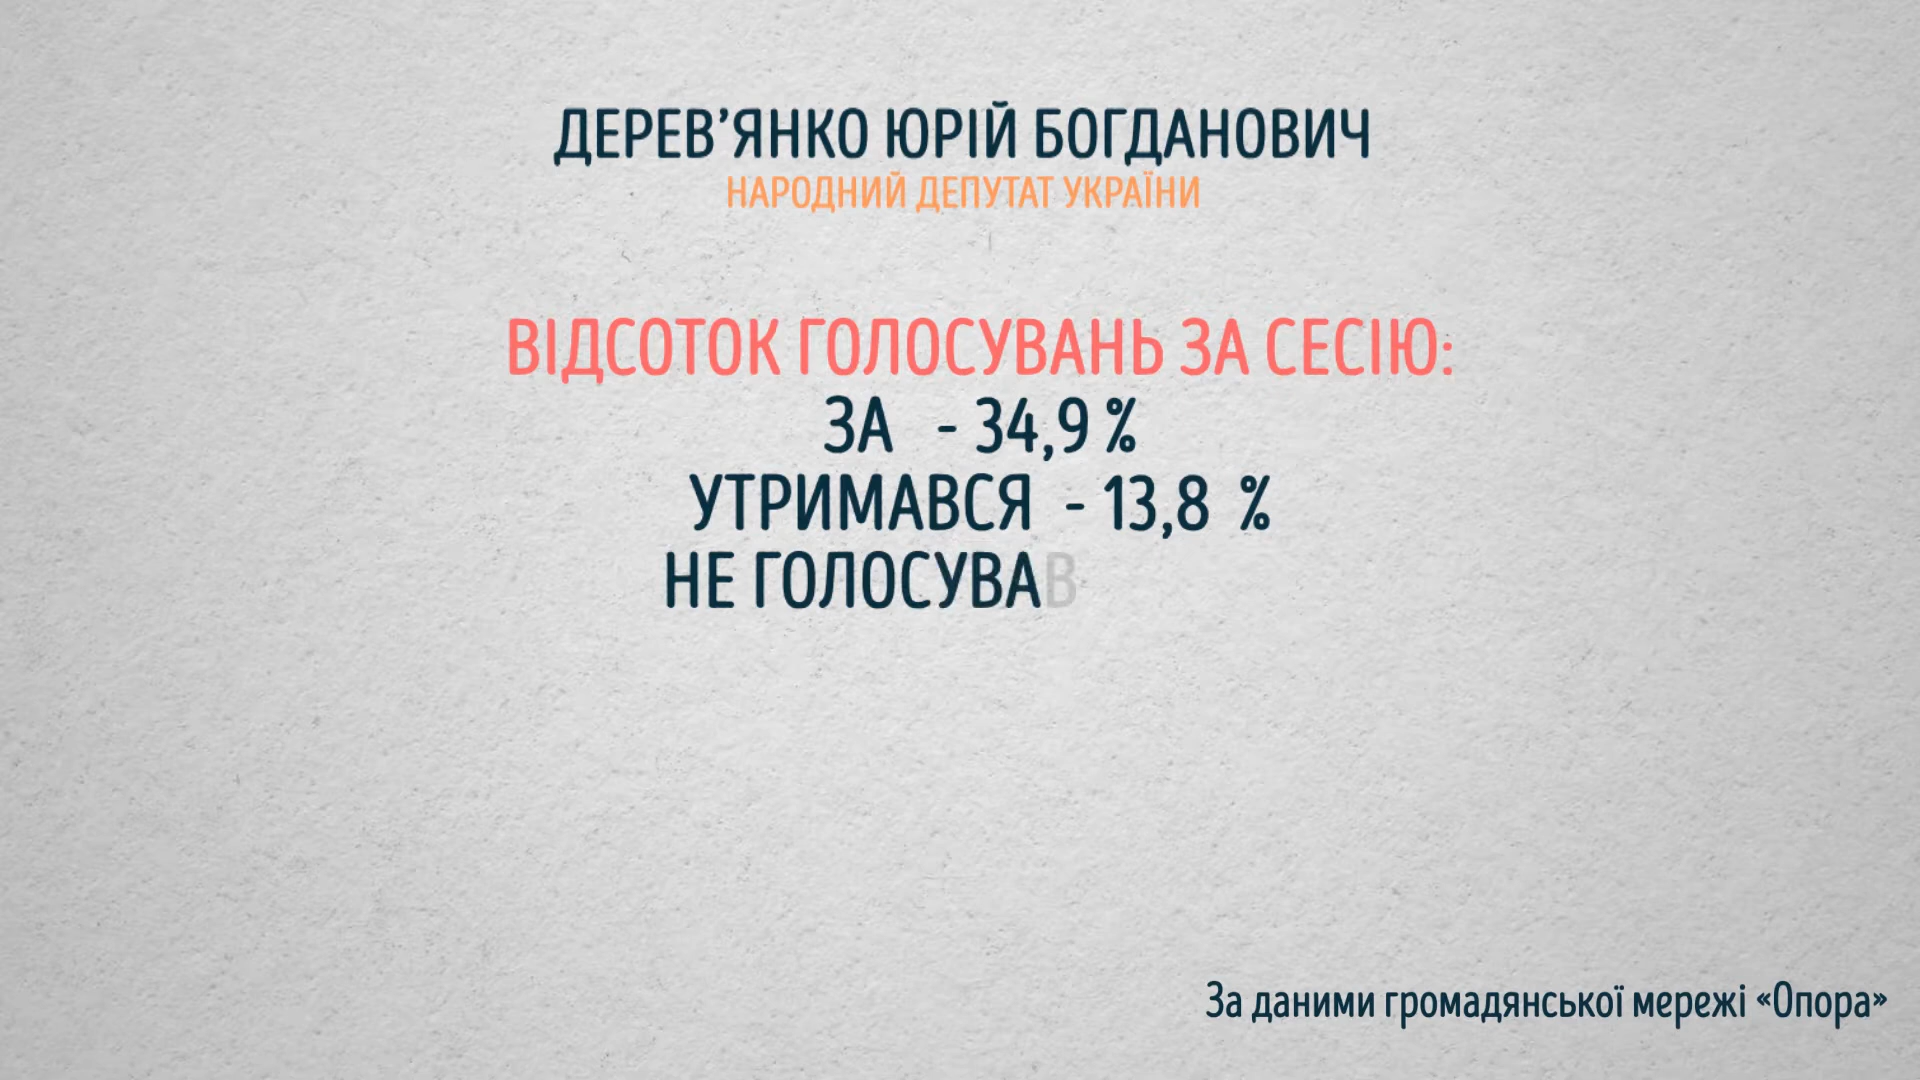 ДЕРЕВ’ЯНКО ЮРІЙ БОГДАНОВИЧ
НАРОДНИЙ ДЕПУТАТ УКРАЇНИ
ВІДСОТОК ГОЛОСУВАНЬ ЗА СЕСІЮ:
ЗА - 34,9 %
УТРИМАВСЯ - 13,8 %
НЕ ГОЛОСУВАВ
За даними громадянської мережі «Опора»